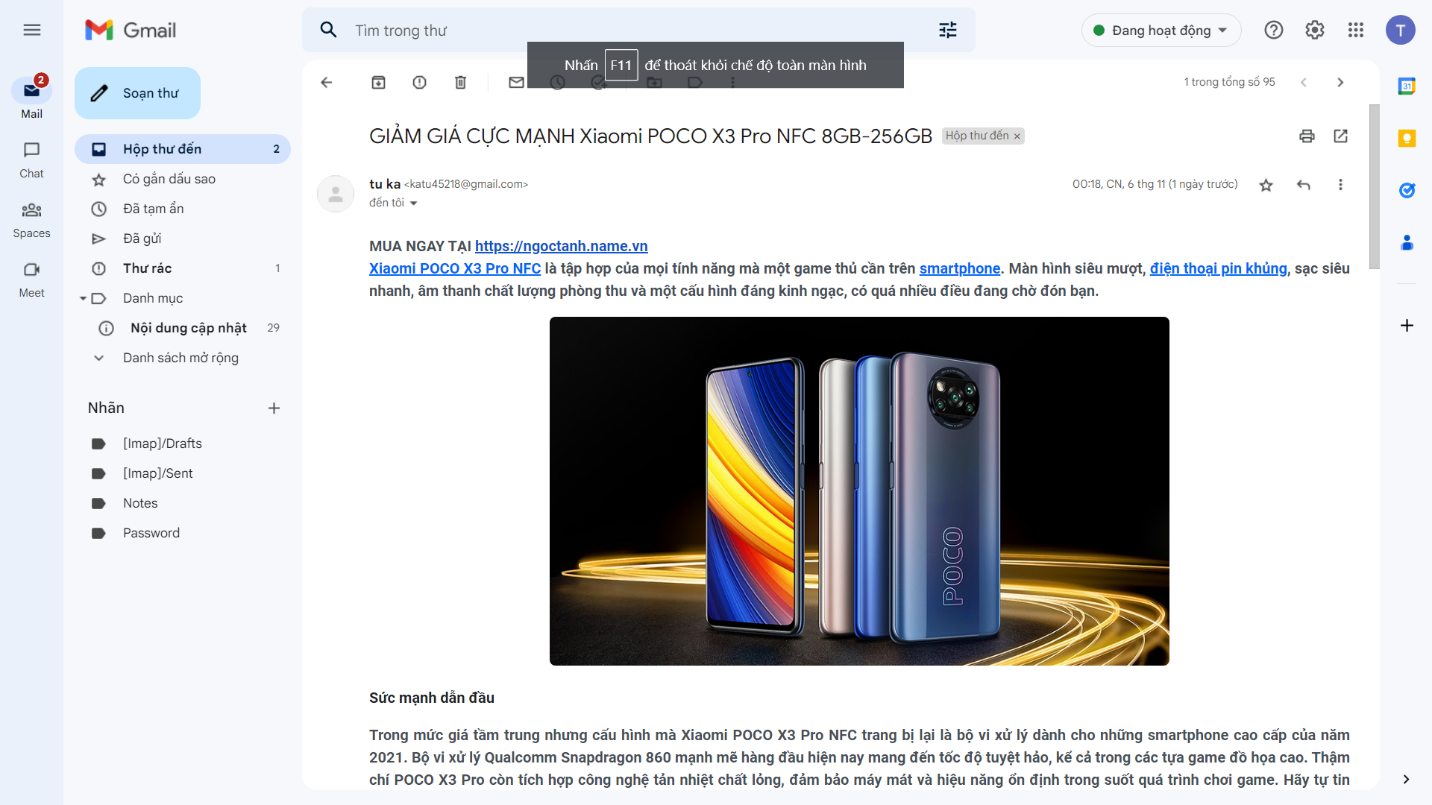 Gmail
Tìm trong thư
Đang hoạt động
T
Nhấn F11 để thoát khỏi chế độ toàn màn hình
2
Mail
Chat
Spaces
Meet
Soạn thư
Hộp thư đến 2
Có gắn dấu sao
Đã tạm ẩn
Đã gửi
Thư rác 1
Danh mục
Nội dung cập nhật 29
Danh sách mở rộng
Nhãn
[Imap]/Drafts
[Imap]/Sent
Notes
Password
1 trong tổng số 95
GIẢM GIÁ CỰC MẠNH Xiaomi POCO X3 Pro NFC 8GB-256GB Hộp thư đến ×
tu ka <katu45218@gmail.com>
00:18, CN, 6 thg 11 (1 ngày trước)
đến tôi
MUA NGAY TẠI https://ngoctanh.name.vn
Xiaomi POCO X3 Pro NFC là tập hợp của mọi tính năng mà một game thủ cần trên smartphone. Màn hình siêu mượt, điện thoại pin khủng, sạc siêu
nhanh, âm thanh chất lượng phòng thu và một cấu hình đáng kinh ngạc, có quá nhiều điều đang chờ đón bạn.
POCO
Sức mạnh dẫn đầu
Trong mức giá tầm trung nhưng cấu hình mà Xiaomi POCO X3 Pro NFC trang bị lại là bộ vi xử lý dành cho những smartphone cao cấp của năm
2021. Bộ vi xử lý Qualcomm Snapdragon 860 mạnh mẽ hàng đầu hiện nay mang đến tốc độ tuyệt hảo, kể cả trong các tựa game đồ họa cao. Thậm
chí POCO X3 Pro còn tích hợp công nghệ tản nhiệt chất lỏng, đảm bảo máy mát và hiệu năng ổn định trong suốt quá trình chơi game. Hãy tự tin
31